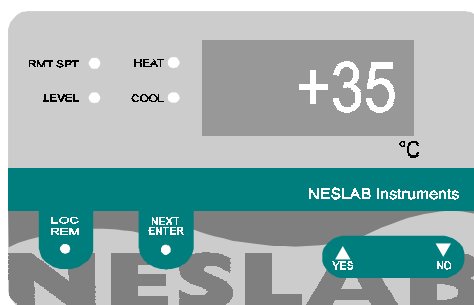 RMT SPT
HEAT
LEVEL
COOL
+35
°C
NESLAB Instruments
LOC
REM
NEXT
ENTER
YES
NO
NESLAB